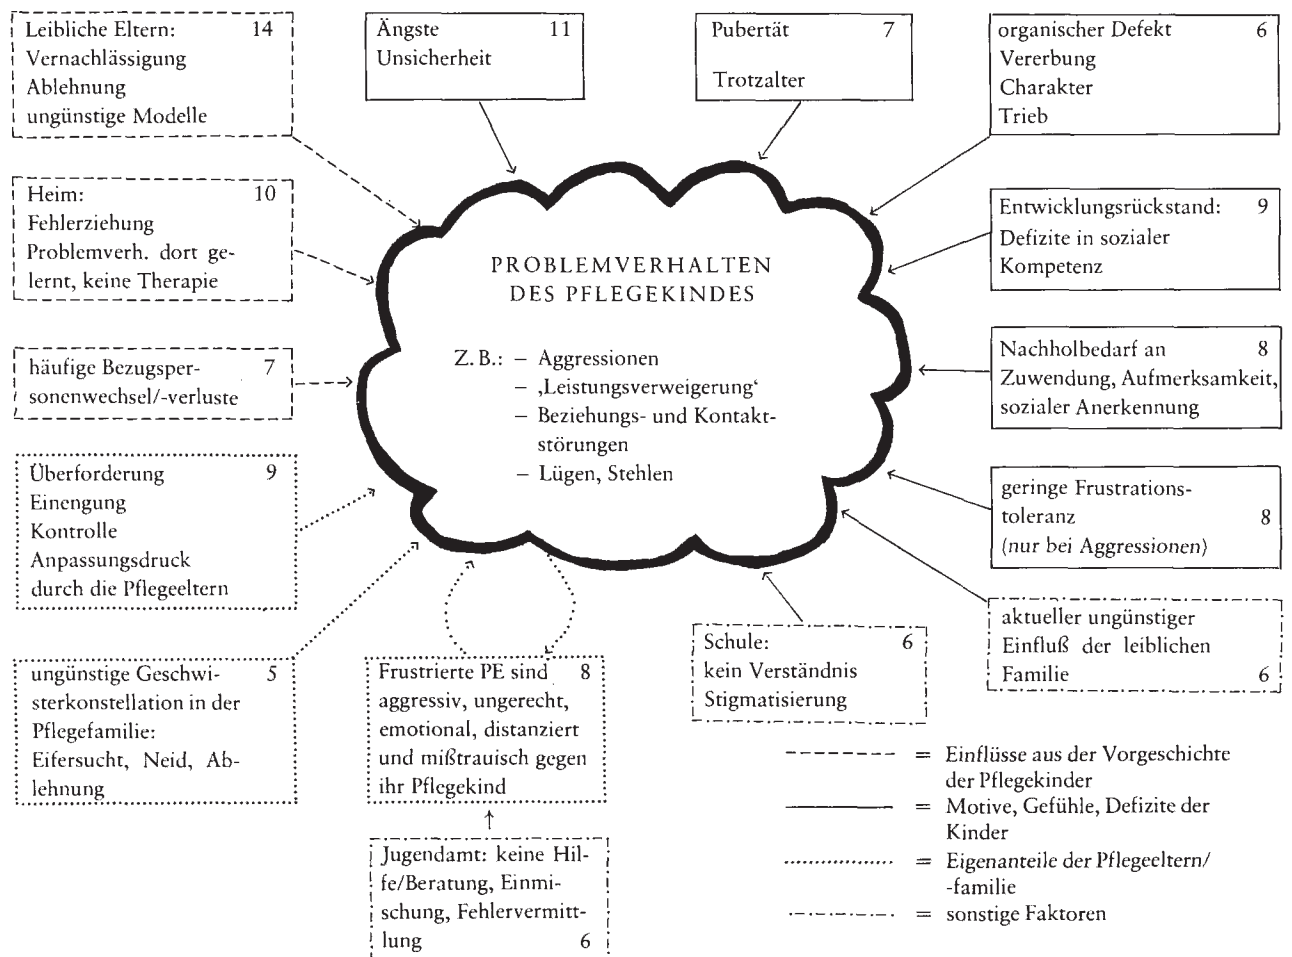 Leibliche Eltern: 14
Vernachlässigung
Ablehnung
ungünstige Modelle
Ängste 11
Unsicherheit
Pubertät 7
Trotzalter
organischer Defekt 6
Vererbung
Charakter
Trieb
Heim: 10
Fehlerziehung
Problemverh. dort ge-
lernt, keine Therapie
Entwicklungsrückstand: 9
Defizite in sozialer
Kompetenz
PROBLEMVERHALTEN
DES PFLEGEKINDES
Z. B.: – Aggressionen
– ‚Leistungsverweigerung‘
– Beziehungs- und Kontakt-
störungen
– Lügen, Stehlen
häufige Bezugsper- 7
sonenwechsel/-verluste
Nachholbedarf an 8
Zuwendung, Aufmerksamkeit,
sozialer Anerkennung
Überforderung 9
Einengung
Kontrolle
Anpassungsdruck
durch die Pflegeeltern
geringe Frustrations-
toleranz 8
(nur bei Aggressionen)
aktueller ungünstiger
Einfluß der leiblichen
Familie 6
ungünstige Geschwi- 5
sterkonstellation in der
Pflegefamilie:
Eifersucht, Neid, Ab-
lehnung
Frustrierte PE sind 8
aggressiv, ungerecht,
emotional, distanziert
und mißtrauisch gegen
ihr Pflegekind
Schule: 6
kein Verständnis
Stigmatisierung
Jugendamt: keine Hil-
fe/Beratung, Einmi-
schung, Fehlervermitt-
lung 6
= Einflüsse aus der Vorgeschichte
der Pflegekinder
= Motive, Gefühle, Defizite der
Kinder
= Eigenanteile der Pflegeeltern/
-familie
= sonstige Faktoren